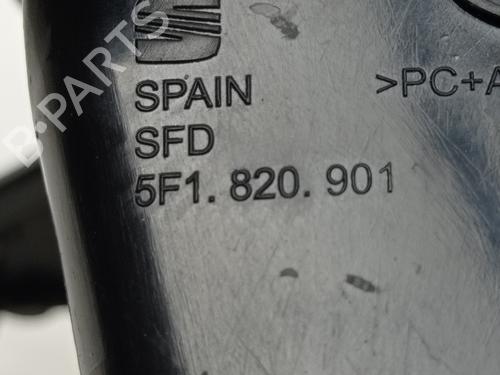 SPAIN >PC+A
SFD
5F1. 820. 901
B-PARTS